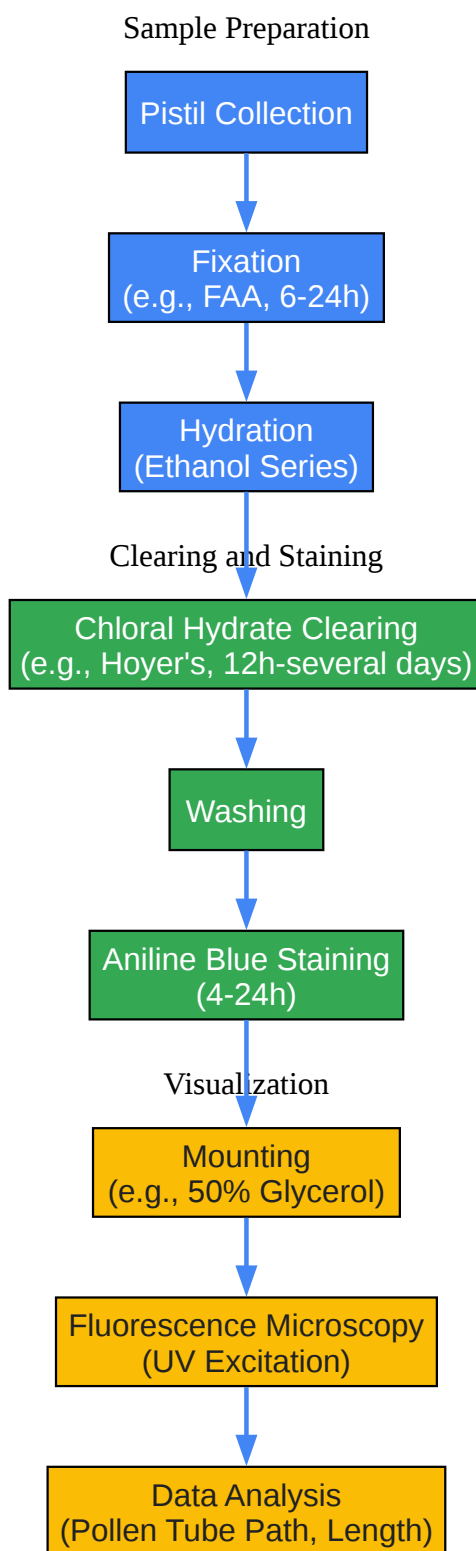 Sample Preparation
Pistil Collection
Fixation
(e.g., FAA, 6-24h)
Hydration
(Ethanol Series)
Clearing and Staining
Chloral Hydrate Clearing
(e.g., Hoyer's, 12h-several days)
Washing
Aniline Blue Staining
(4-24h)
Visualization
Mounting
(e.g., 50% Glycerol)
Fluorescence Microscopy
(UV Excitation)
Data Analysis
(Pollen Tube Path, Length)